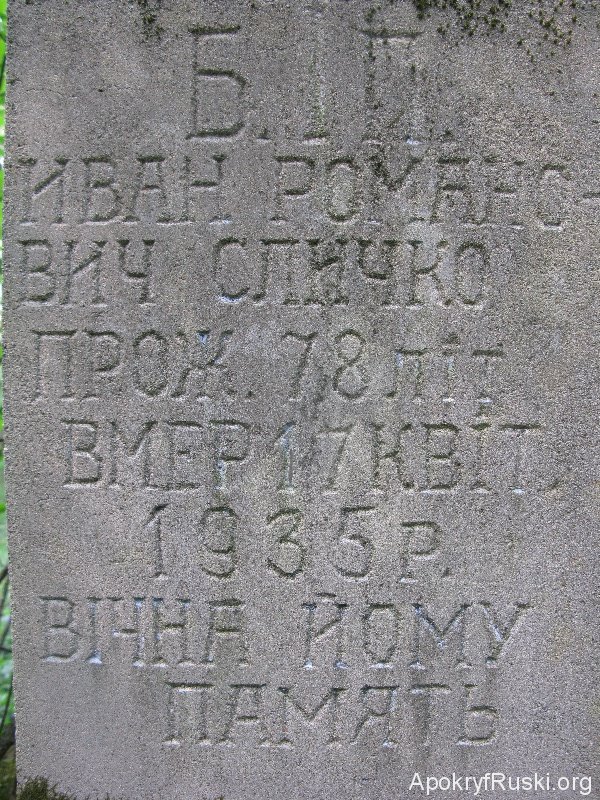 Б.І П.
ИВАН РОМАНО-
ВИЧ СЛИЧКО
ПРОЖ. 78 літ
ВМЕР 17 КВІТ.
1935 р.
ВІЧНА ЙОМУ
ПАМЯТЬ
ApokryfRuski.org